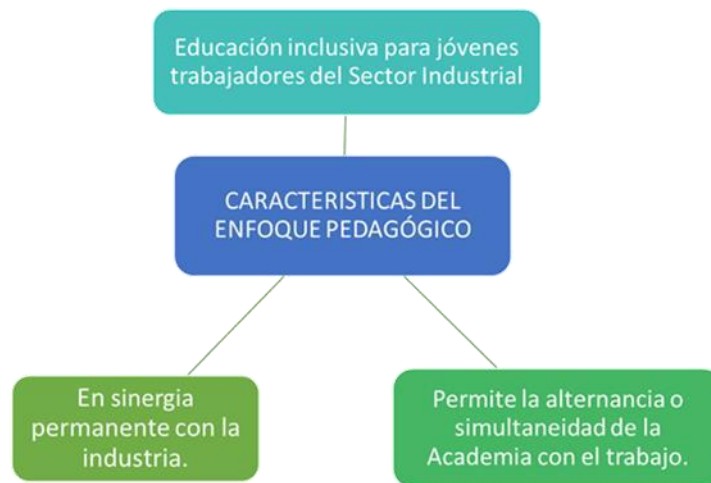 Educación inclusiva para jóvenes
trabajadores del Sector Industrial
CARACTERISTICAS DEL
ENFOQUE PEDAGÓGICO
En sinergia
permanente con la
industria.
Permite la alternancia o
simultaneidad de la
Academia con el trabajo.